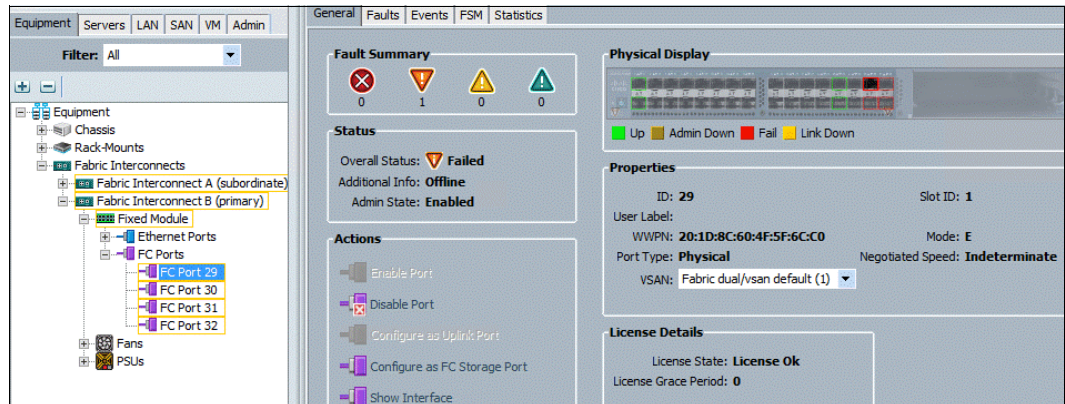 Equipment Servers LAN SAN VM Admin
Filter: All
Equipment
Chassis
Rack-Mounts
Fabric Interconnects
Fabric Interconnect A (subordinate)
Fabric Interconnect B (primary)
Fixed Module
Ethernet Ports
FC Ports
FC Port 29
FC Port 30
FC Port 31
FC Port 32
Fans
PSUs
General Faults Events FSM Statistics
Fault Summary
0 1 0 0
Status
Overall Status: Failed
Additional Info: Offline
Admin State: Enabled
Actions
Enable Port
Disable Port
Configure as Uplink Port
Configure as FC Storage Port
Show Interface
Physical Display
Up Admin Down Fail Link Down
Properties
ID: 29 Slot ID: 1
User Label:
WWPN: 20:1D:8C:60:4F:5F:6C:C0 Mode: E
Port Type: Physical Negotiated Speed: Indeterminate
VSAN: Fabric dual/vsan default (1)
License Details
License State: License Ok
License Grace Period: 0